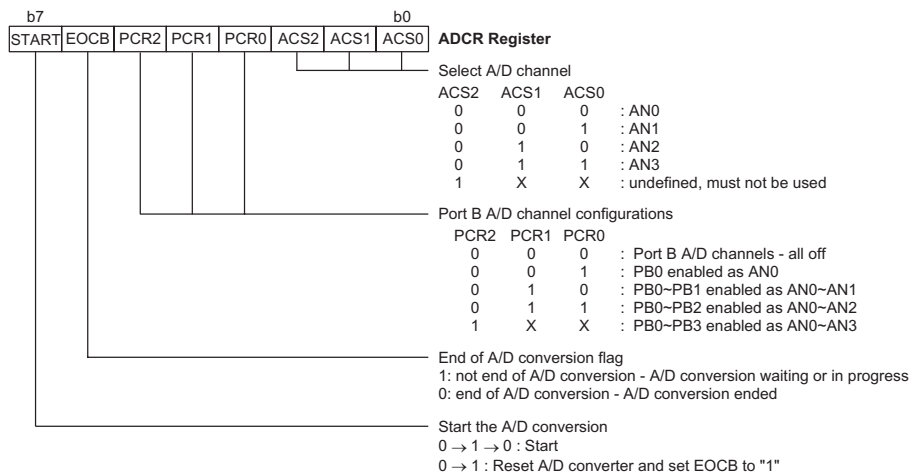 b7 b0
START EOCB PCR2 PCR1 PCR0 ACS2 ACS1 ACS0 ADCR Register
Select A/D channel
ACS2 ACS1 ACS0
0 0 0 : AN0
0 0 1 : AN1
0 1 0 : AN2
0 1 1 : AN3
1 X X : undefined, must not be used
Port B A/D channel configurations
PCR2 PCR1 PCR0
0 0 0 : Port B A/D channels - all off
0 0 1 : PB0 enabled as AN0
0 1 0 : PB0~PB1 enabled as AN0~AN1
0 1 1 : PB0~PB2 enabled as AN0~AN2
1 X X : PB0~PB3 enabled as AN0~AN3
End of A/D conversion flag
1: not end of A/D conversion - A/D conversion waiting or in progress
0: end of A/D conversion - A/D conversion ended
Start the A/D conversion
0 → 1 → 0 : Start
0 → 1 : Reset A/D converter and set EOCB to "1"